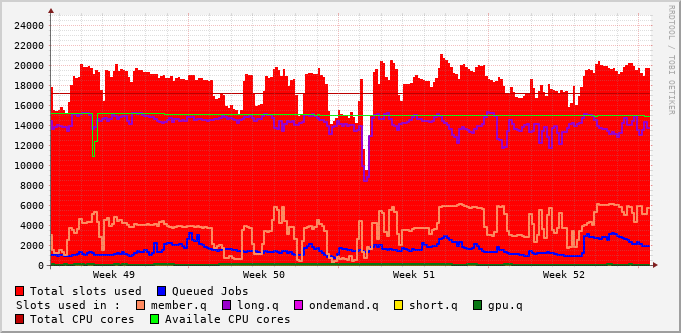 RRDTOOL / TOBI OETIKER
24000
22000
20000
18000
16000
14000
12000
10000
8000
6000
4000
2000
0
Week 49 Week 50 Week 51 Week 52
Total slots used Queued Jobs
Slots used in : member.q long.q ondemand.q short.q gpu.q
Total CPU cores Availale CPU cores